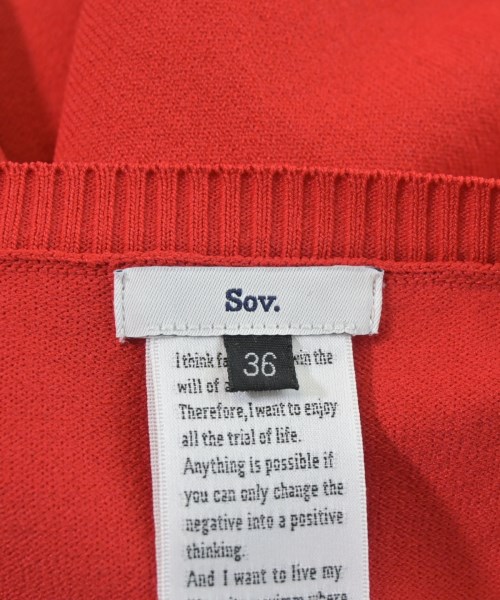 Sov.
36
I think fa win the
will of a
Therefore, I want to enjoy
all the trial of life.
Anything is possible if
you can only change the
negative into a positive
thinking.
And I want to live my
where